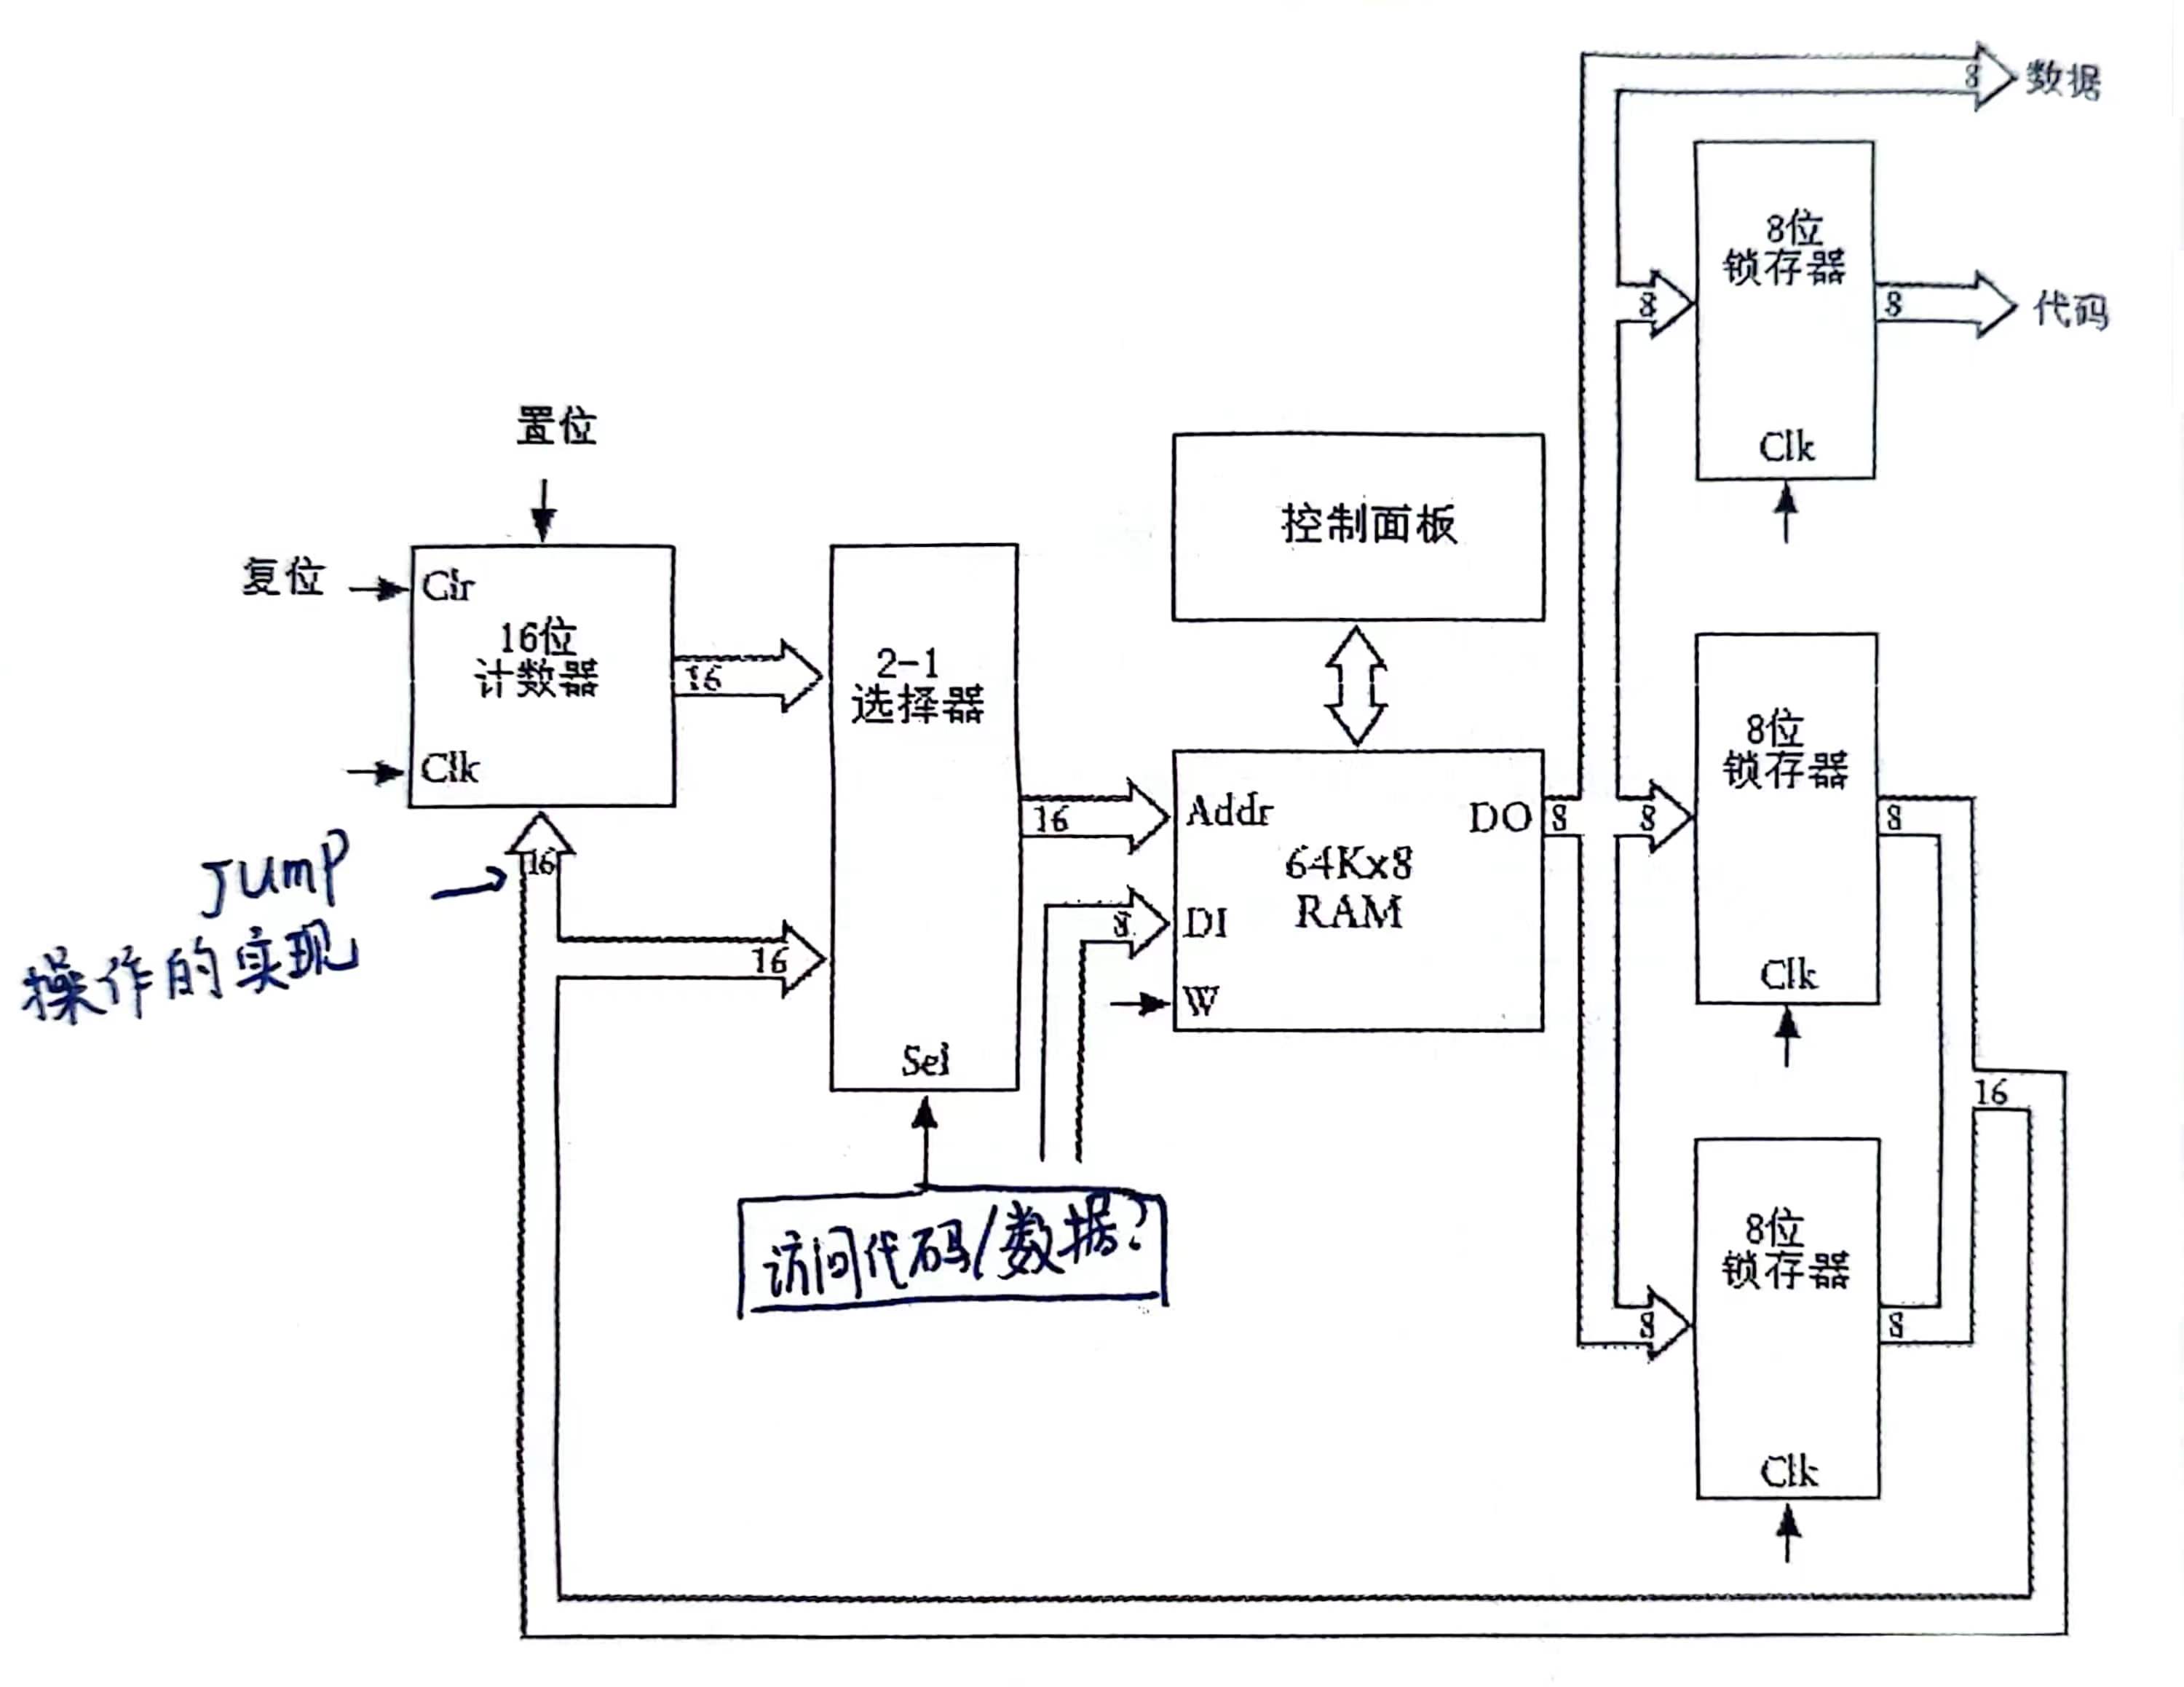 8
数据
8位
锁存器
8
8
代码
Clk
置位
复位
Clr
16位
计数器
Clk
16
2-1
选择器
控制面板
8位
锁存器
8
8
Clk
16
Addr
DO
8
64Kx8
RAM
8
DI
W
JUMP
操作的实现
16
16
Sel
16
访问代码/数据?
8位
锁存器
8
8
Clk